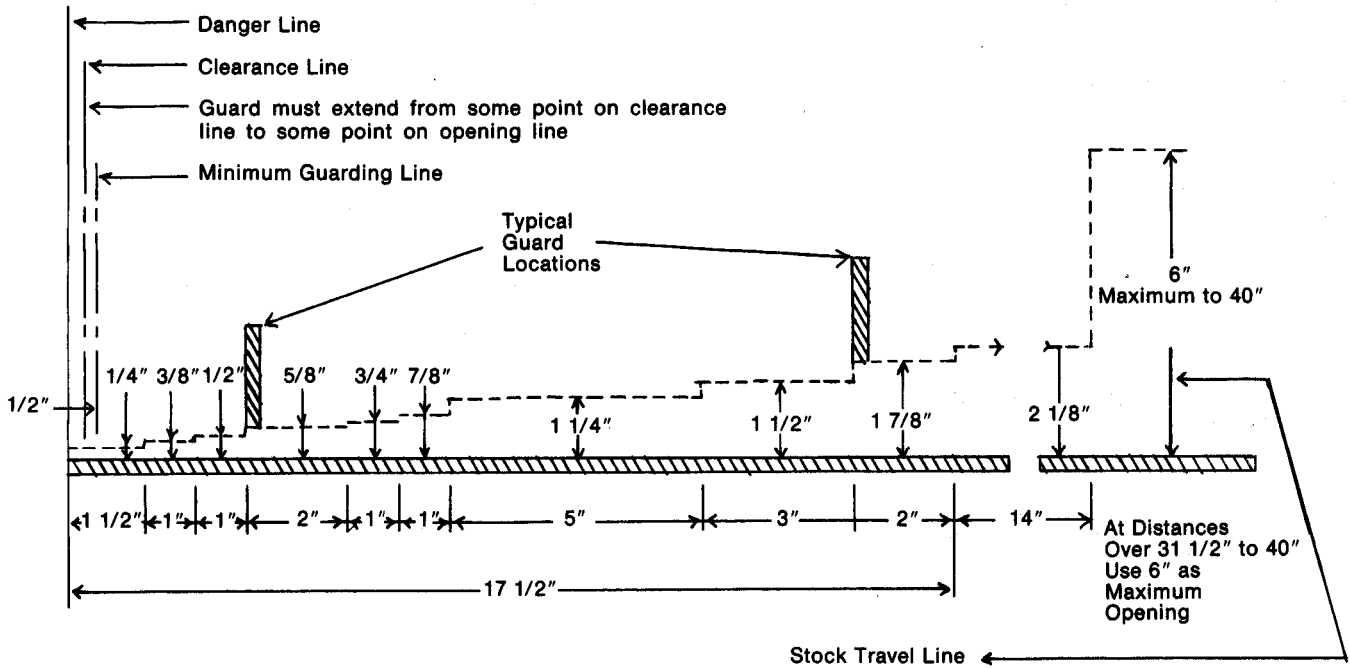 Danger Line
Clearance Line
Guard must extend from some point on clearance
line to some point on opening line
Minimum Guarding Line
Typical
Guard
Locations
6"
Maximum to 40"
1/2"
1/4" 3/8" 1/2" 5/8" 3/4" 7/8"
1 1/4" 1 1/2" 1 7/8" 2 1/8"
1 1/2" 1" 1" 2" 1" 1" 5" 3" 2" 14"
17 1/2"
At Distances
Over 31 1/2" to 40"
Use 6" as
Maximum
Opening
Stock Travel Line